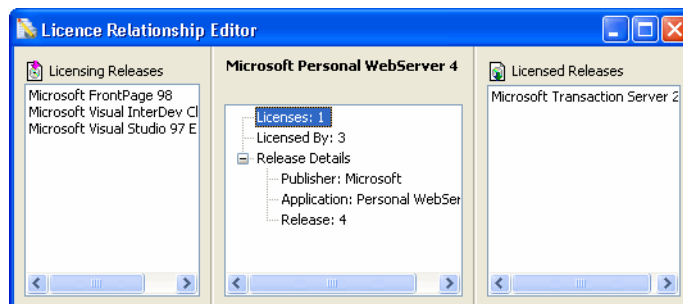 Licence Relationship Editor
Licensing Releases
Microsoft FrontPage 98
Microsoft Visual InterDev Cl
Microsoft Visual Studio 97 E
Microsoft Personal WebServer 4
Licenses: 1
Licensed By: 3
Release Details
Publisher: Microsoft
Application: Personal WebSer
Release: 4
Licensed Releases
Microsoft Transaction Server 2